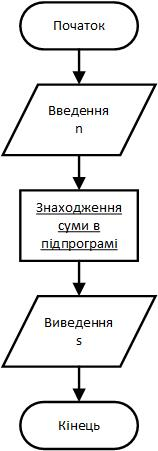 Початок
Введення
n
Знаходження
суми в
підпрограмі
Виведення
s
Кінець